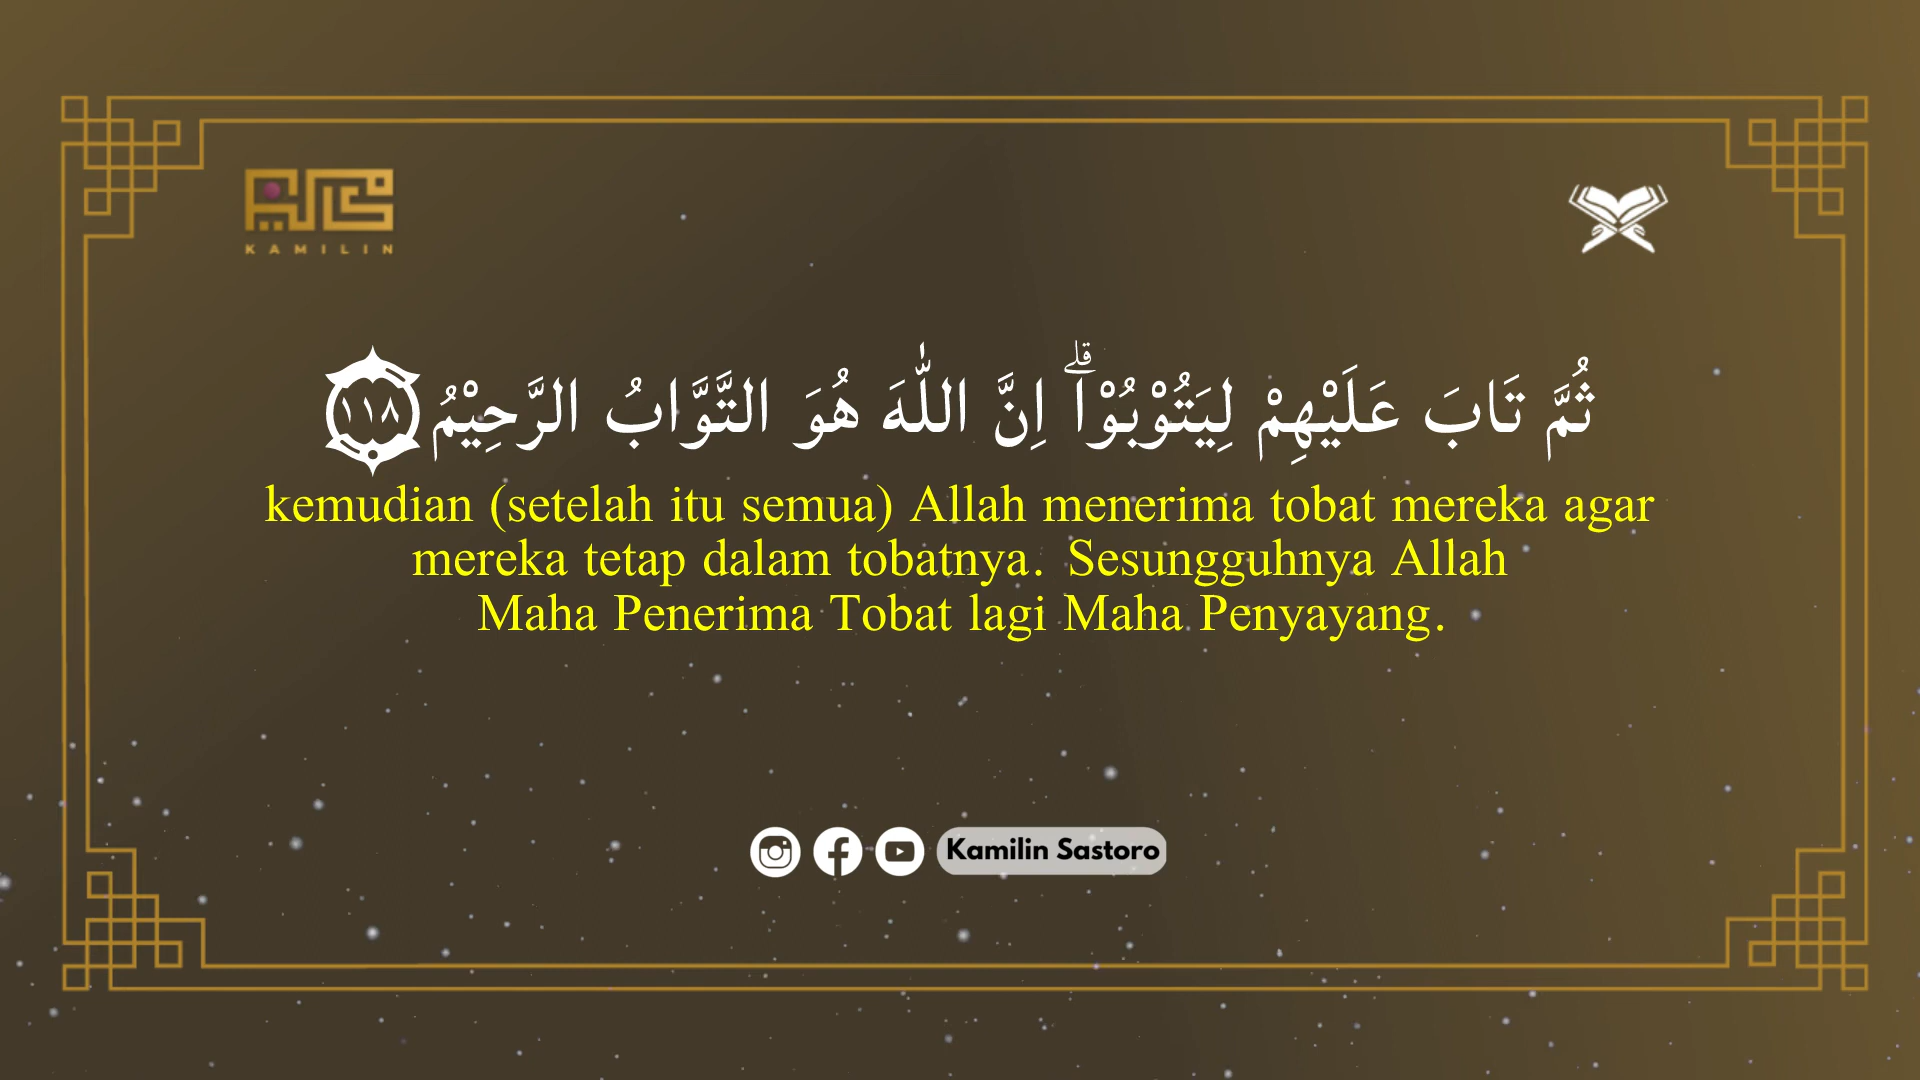 KAMILIN
ثُمَّ تَابَ عَلَيْهِمْ لِيَتُوْبُوْاۗ اِنَّ اللّٰهَ هُوَ التَّوَّابُ الرَّحِيْمُ ١١٨
kemudian (setelah itu semua) Allah menerima tobat mereka agar
mereka tetap dalam tobatnya. Sesungguhnya Allah
Maha Penerima Tobat lagi Maha Penyayang.
Kamilin Sastoro